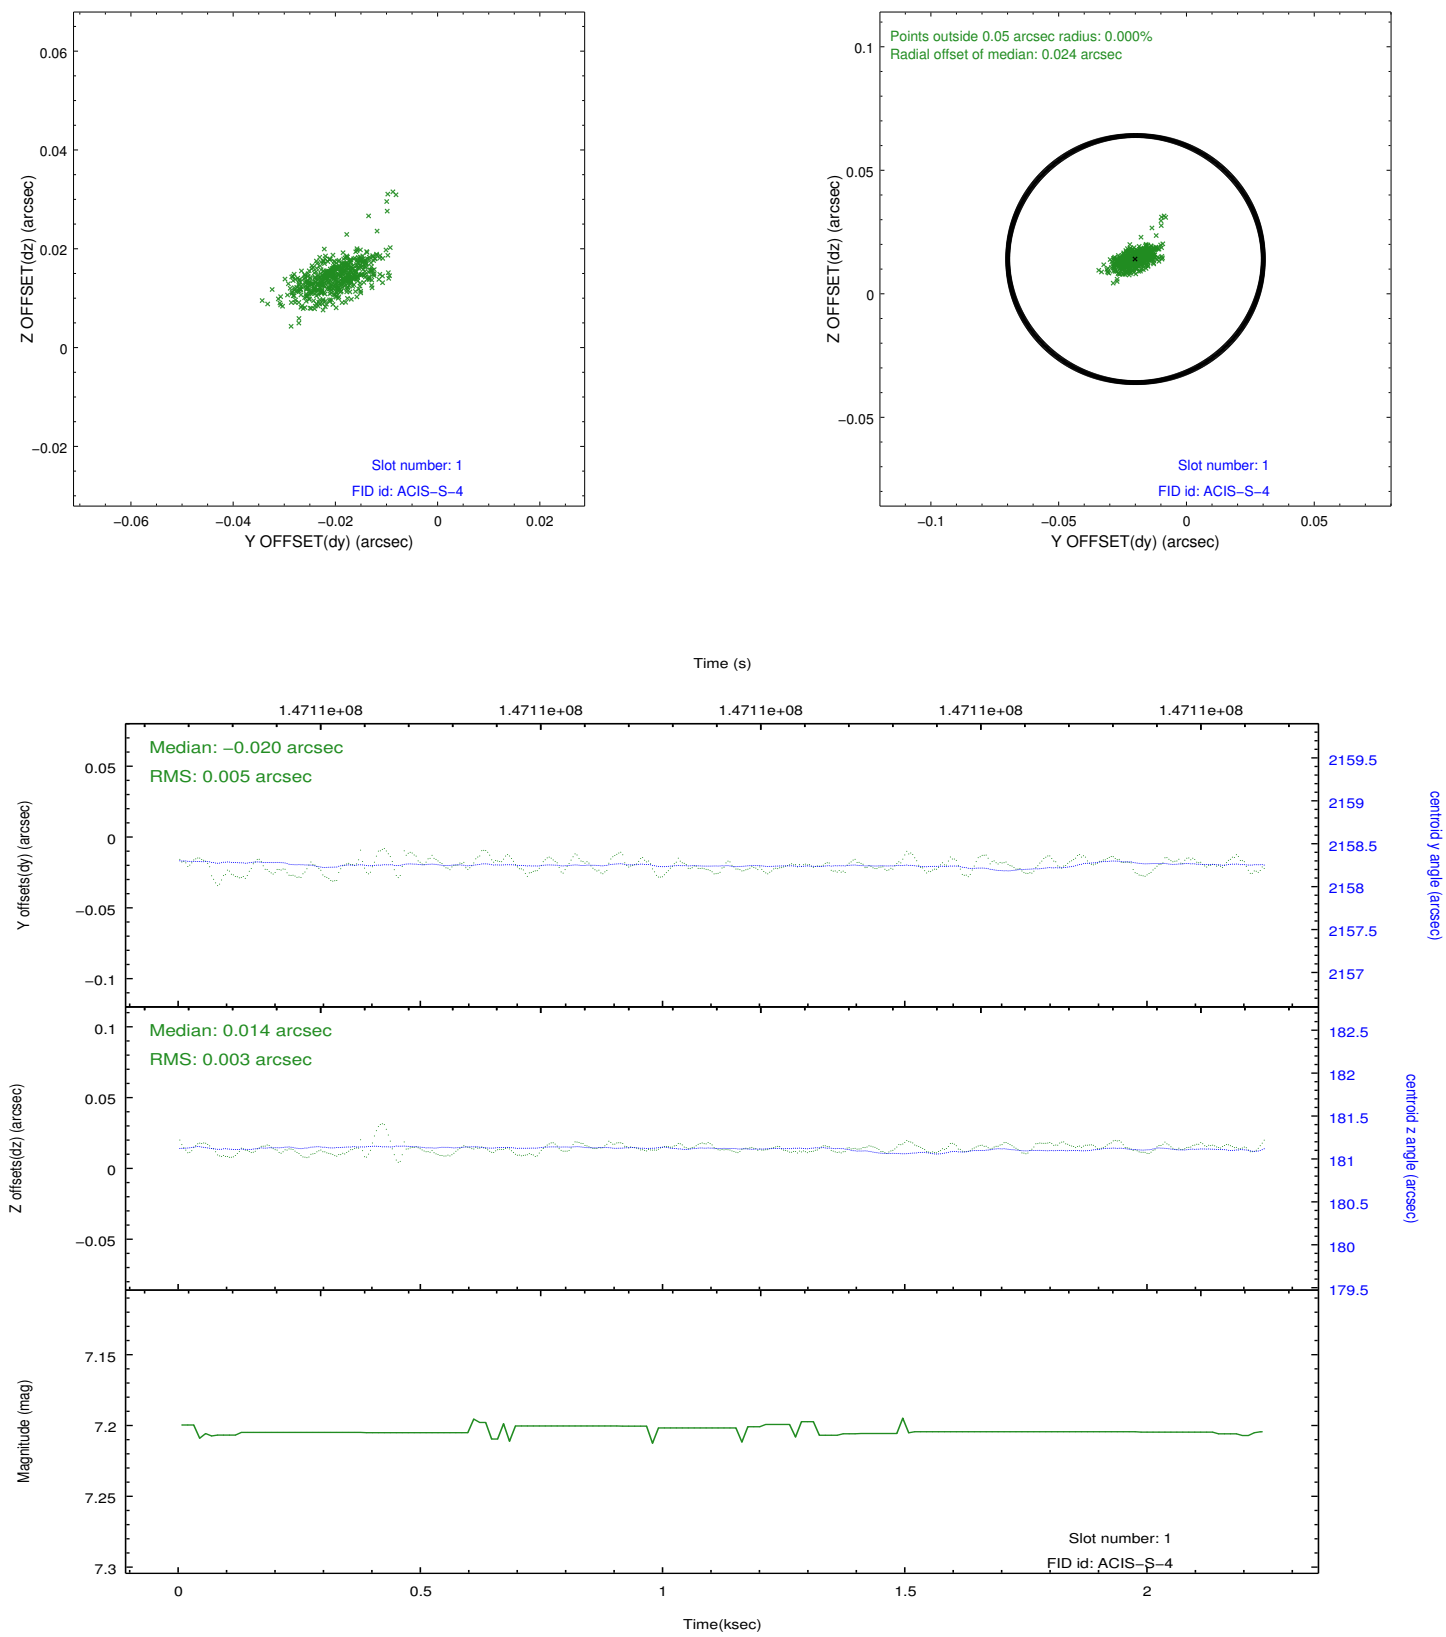 0.06
0.04
0.02
0
−0.02
Z OFFSET(dz) (arcsec)
Slot number: 1
FID id: ACIS−S−4
−0.06
−0.04
−0.02
0
0.02
Y OFFSET(dy) (arcsec)
Points outside 0.05 arcsec radius: 0.000%
Radial offset of median: 0.024 arcsec
0.1
0.05
0
−0.05
Z OFFSET(dz) (arcsec)
Slot number: 1
FID id: ACIS−S−4
−0.1
−0.05
0
0.05
Y OFFSET(dy) (arcsec)
Time (s)
1.4711e+08
1.4711e+08
1.4711e+08
1.4711e+08
1.4711e+08
Median: −0.020 arcsec
RMS: 0.005 arcsec
0.05
0
−0.05
−0.1
Y offsets(dy) (arcsec)
2159.5
2159
2158.5
2158
2157.5
2157
centroid y angle (arcsec)
Median: 0.014 arcsec
RMS: 0.003 arcsec
0.1
0.05
0
−0.05
Z offsets(dz) (arcsec)
182.5
182
181.5
181
180.5
180
179.5
centroid z angle (arcsec)
7.15
7.2
7.25
7.3
Magnitude (mag)
Slot number: 1
FID id: ACIS−S−4
0
0.5
1
1.5
2
Time(ksec)